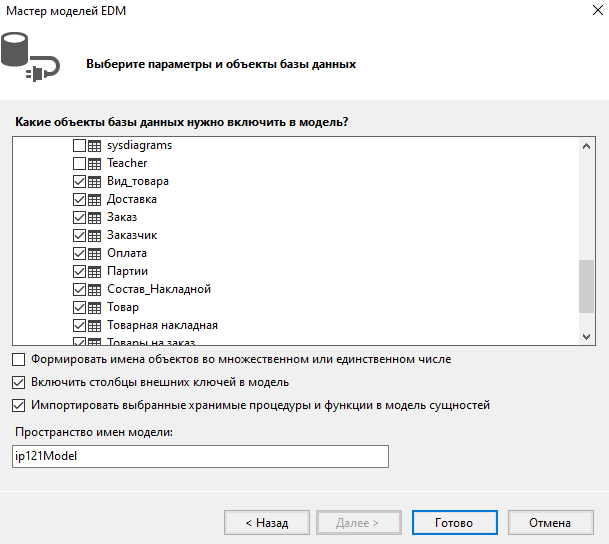 Мастер моделей EDM
Выберите параметры и объекты базы данных
Какие объекты базы данных нужно включить в модель?
sysdiagrams
Teacher
Вид_товара
Доставка
Заказ
Заказчик
Оплата
Партии
Состав_Накладной
Товар
Товарная накладная
Товары на заказ
Формировать имена объектов во множественном или единственном числе
Включить столбцы внешних ключей в модель
Импортировать выбранные хранимые процедуры и функции в модель сущностей
Пространство имен модели:
ip121Model
< Назад
Далее >
Готово
Отмена